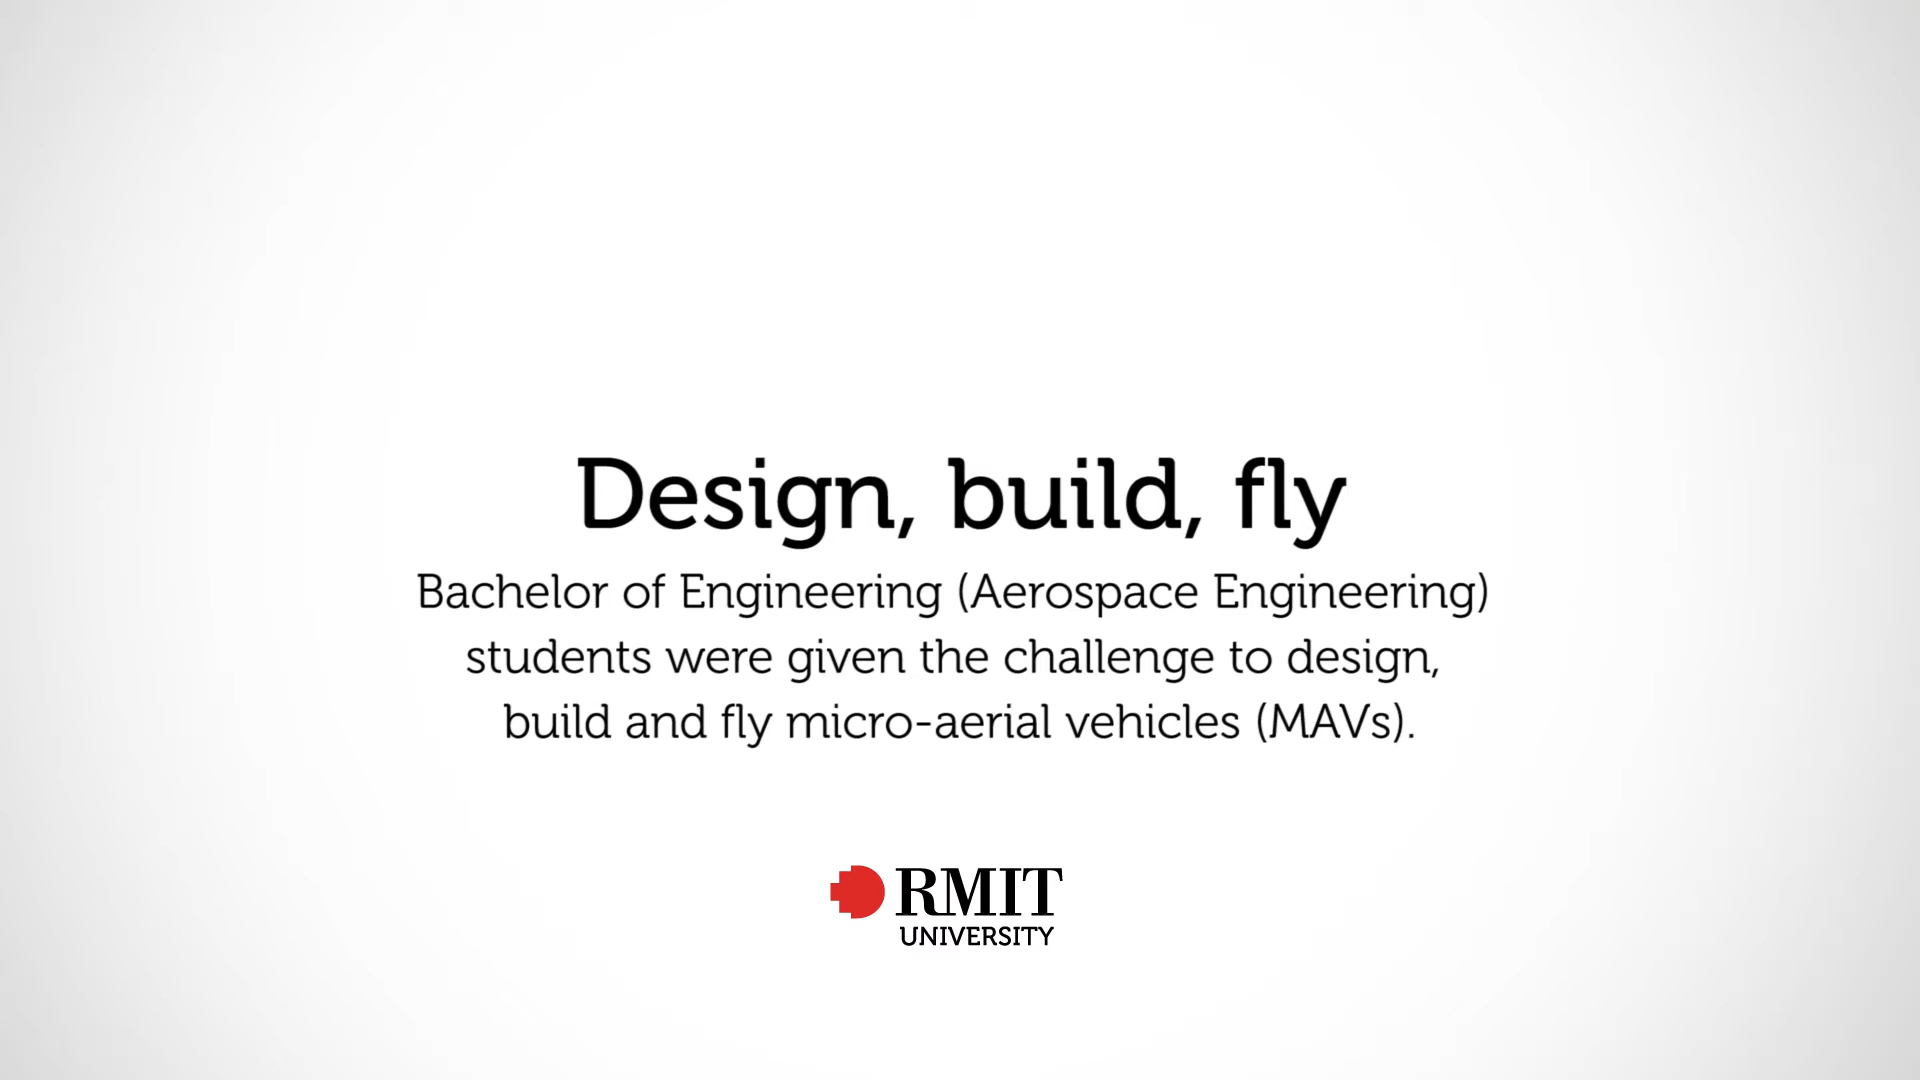 Design, build, fly
Bachelor of Engineering (Aerospace Engineering)
students were given the challenge to design,
build and fly micro-aerial vehicles (MAVs).
RMIT
UNIVERSITY